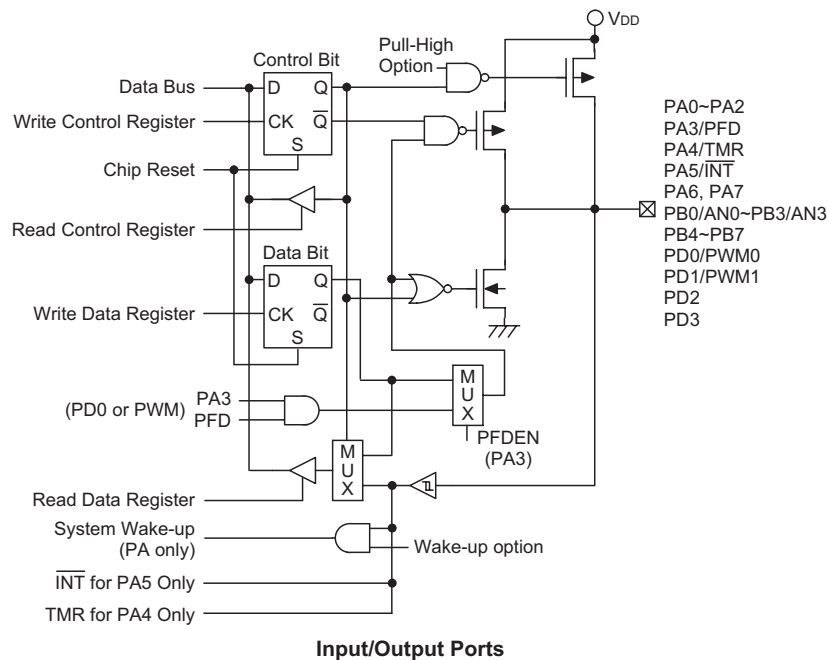 VDD
Control Bit
Pull-High
Option
Data Bus
D
Q
Write Control Register
CK
Q̅
S
Chip Reset
Read Control Register
Data Bit
D
Q
Write Data Register
CK
Q̅
S
PA0~PA2
PA3/PFD
PA4/TMR
PA5/I̅N̅T̅
PA6, PA7
PB0/AN0~PB3/AN3
PB4~PB7
PD0/PWM0
PD1/PWM1
PD2
PD3
(PD0 or PWM)
PA3
PFD
M
U
X
PFDEN
(PA3)
M
U
X
Read Data Register
System Wake-up
(PA only)
Wake-up option
I̅N̅T̅ for PA5 Only
TMR for PA4 Only
Input/Output Ports